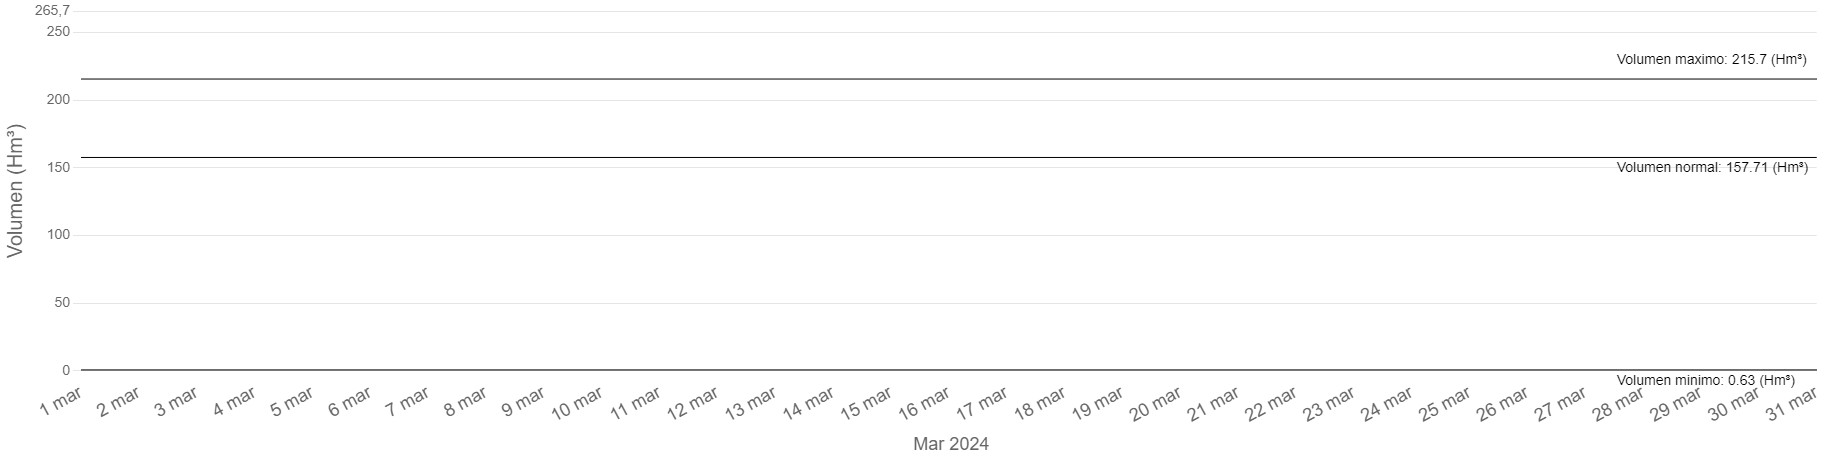 265,7
250
Volumen maximo: 215.7 (Hm³)
200
Volumen (Hm³)
150
Volumen normal: 157.71 (Hm³)
100
50
0
Volumen minimo: 0.63 (Hm³)
1 mar
2 mar
3 mar
4 mar
5 mar
6 mar
7 mar
8 mar
9 mar
10 mar
11 mar
12 mar
13 mar
14 mar
15 mar
16 mar
17 mar
18 mar
19 mar
20 mar
21 mar
22 mar
23 mar
24 mar
25 mar
26 mar
27 mar
28 mar
29 mar
30 mar
31 mar
Mar 2024